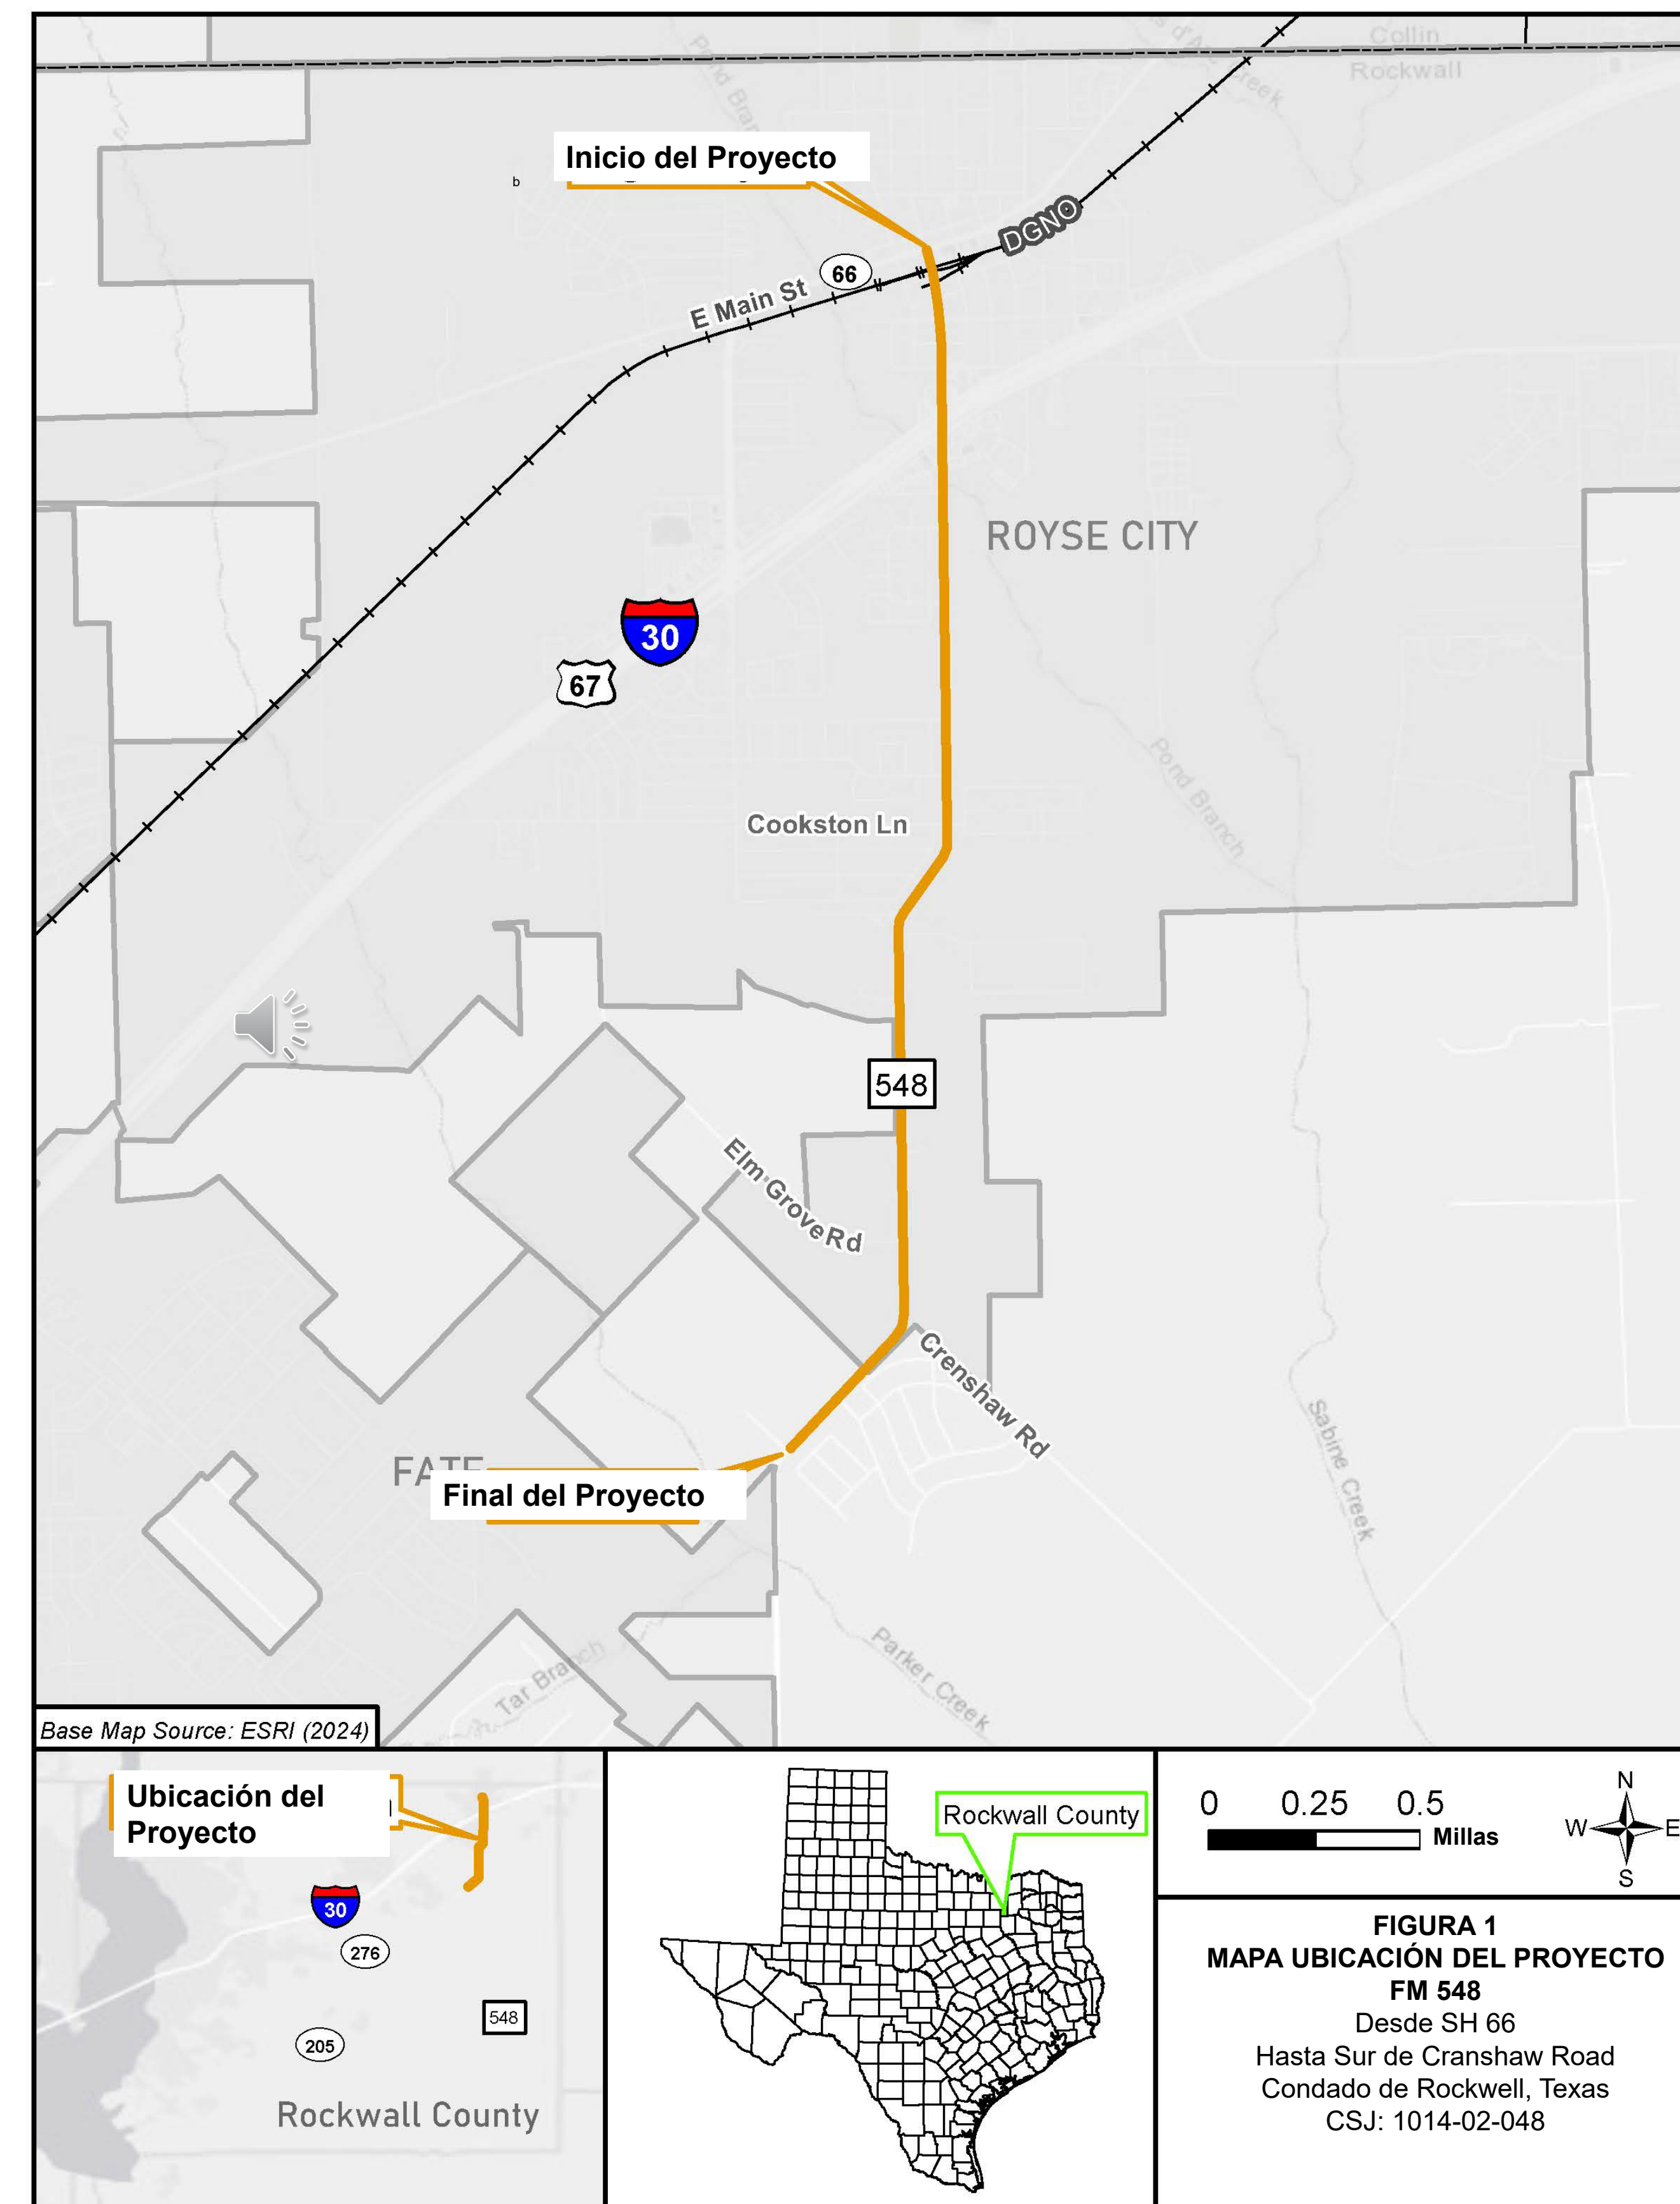 Collin
Rockwall
Creek
Inicio del Proyecto
b
DGNO
66
E Main St
ROYSE CITY
30
67
Pond Branch
Cookston Ln
548
Elm Grove Rd
Crenshaw Rd
Sabine Creek
FATE
Final del Proyecto
Parker Creek
Tar Branch
Base Map Source: ESRI (2024)
Ubicación del
Proyecto
30
276
548
205
Rockwall County
Rockwall County
0 0.25 0.5
Millas
N
W E
S
FIGURA 1
MAPA UBICACIÓN DEL PROYECTO
FM 548
Desde SH 66
Hasta Sur de Cranshaw Road
Condado de Rockwell, Texas
CSJ: 1014-02-048